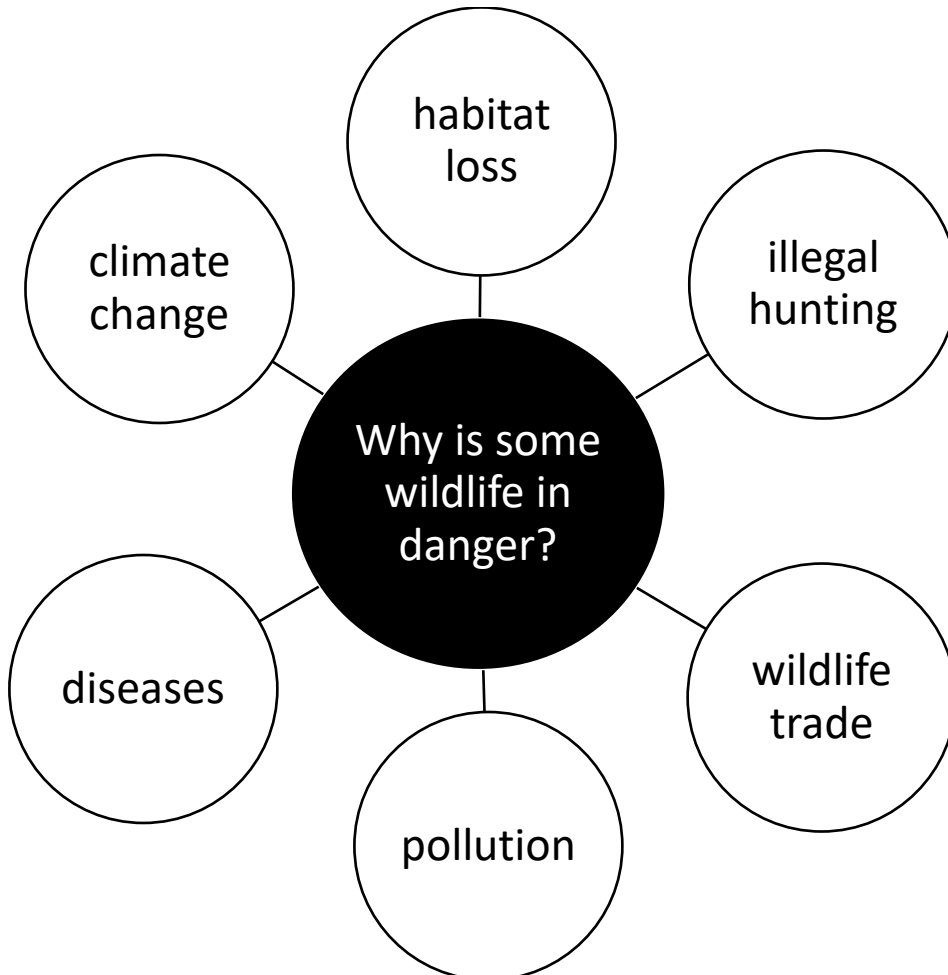 habitat
loss
climate
change
illegal
hunting
Why is some
wildlife in
danger?
diseases
wildlife
trade
pollution